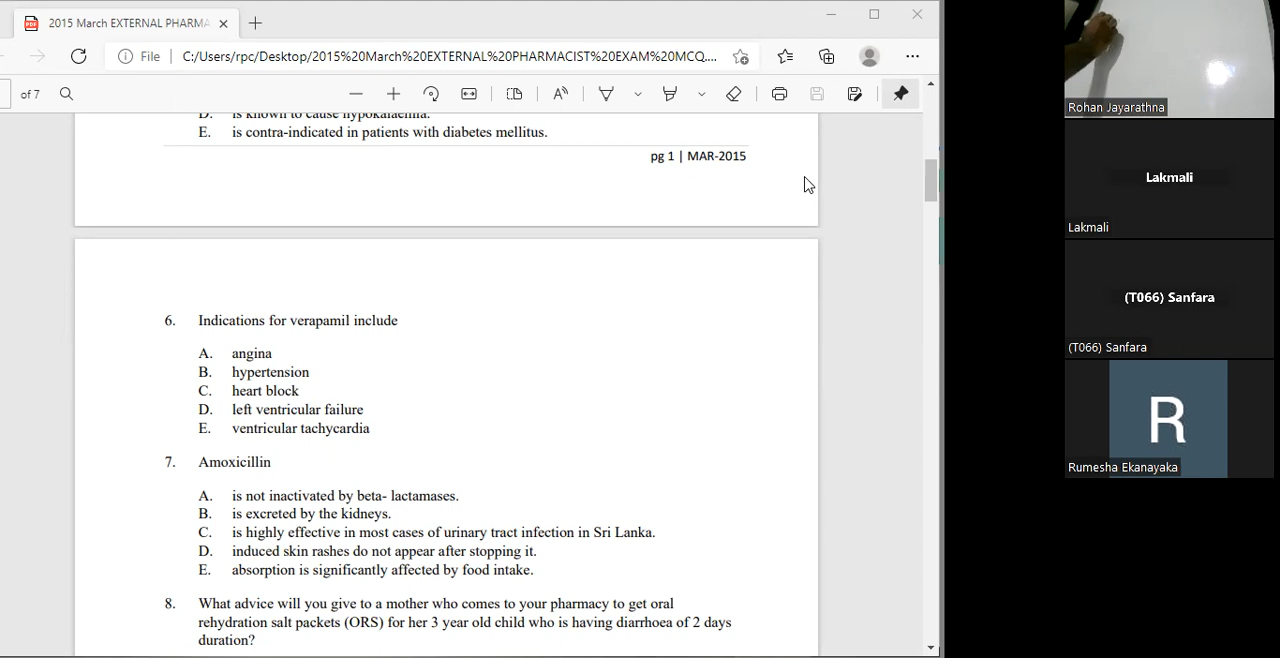 2015 March EXTERNAL PHARMA
File
C:/Users/rpc/Desktop/2015%20March%20EXTERNAL%20PHARMACIST%20EXAM%20MCQ....
of 7
D. is known to cause hypokalaemia.
E. is contra-indicated in patients with diabetes mellitus.
pg 1 | MAR-2015
6. Indications for verapamil include
A. angina
B. hypertension
C. heart block
D. left ventricular failure
E. ventricular tachycardia
7. Amoxicillin
A. is not inactivated by beta- lactamases.
B. is excreted by the kidneys.
C. is highly effective in most cases of urinary tract infection in Sri Lanka.
D. induced skin rashes do not appear after stopping it.
E. absorption is significantly affected by food intake.
8. What advice will you give to a mother who comes to your pharmacy to get oral
rehydration salt packets (ORS) for her 3 year old child who is having diarrhoea of 2 days
duration?
Rohan Jayarathna
Lakmali
Lakmali
(T066) Sanfara
(T066) Sanfara
R
Rumesha Ekanayaka